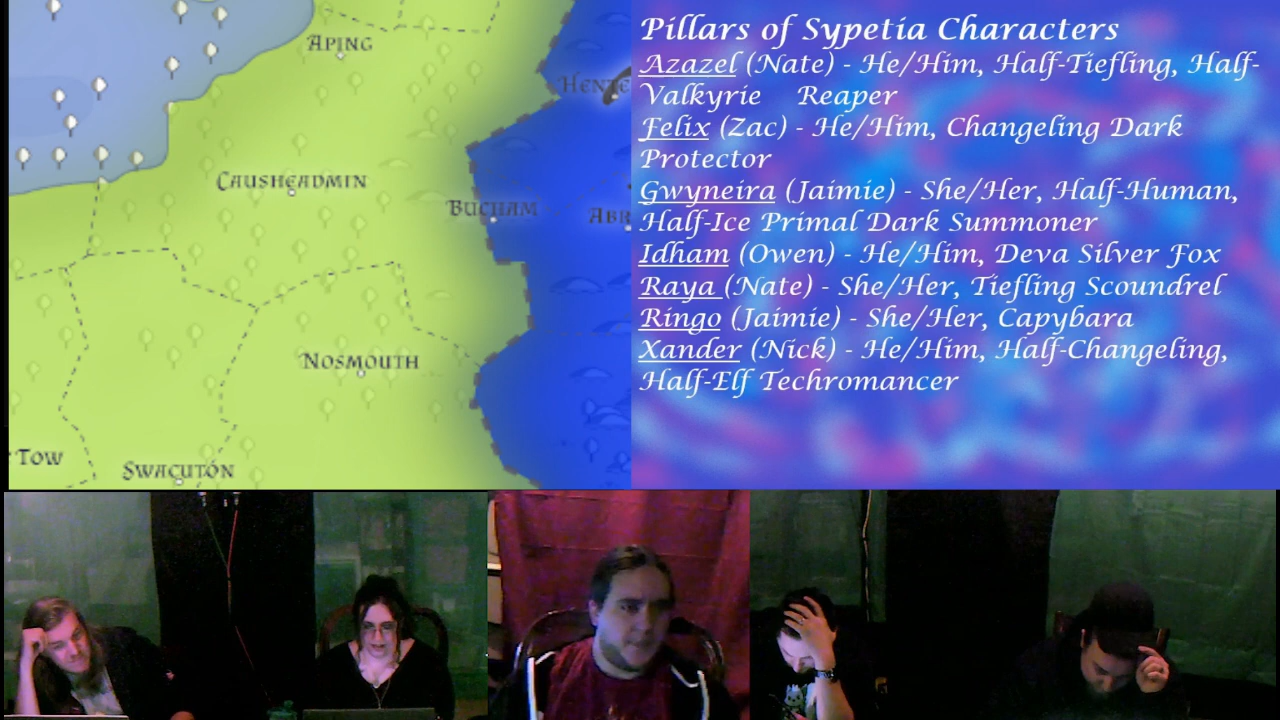 APING
HENTE
CAUSHEADMIN
BUCHAM
ABR
NOSMOUTH
TOW
SWACUTON
Pillars of Sypetia Characters
Azazel (Nate) - He/Him, Half-Tiefling, Half-
Valkyrie Reaper
Felix (Zac) - He/Him, Changeling Dark
Protector
Gwyneira (Jaimie) - She/Her, Half-Human,
Half-Ice Primal Dark Summoner
Idham (Owen) - He/Him, Deva Silver Fox
Raya (Nate) - She/Her, Tiefling Scoundrel
Ringo (Jaimie) - She/Her, Capybara
Xander (Nick) - He/Him, Half-Changeling,
Half-Elf Techromancer